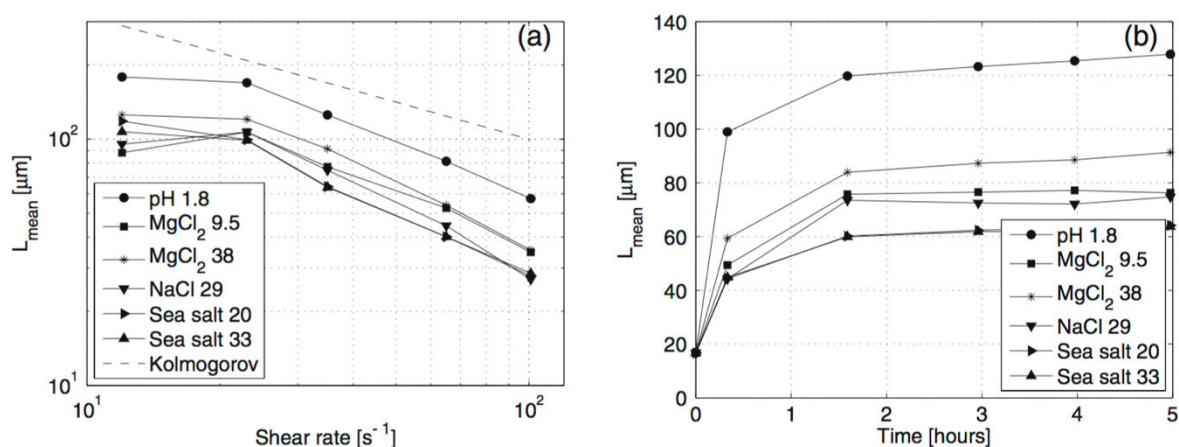 (a)
L_mean [µm]
10^2
10^1
pH 1.8
MgCl_2 9.5
MgCl_2 38
NaCl 29
Sea salt 20
Sea salt 33
Kolmogorov
10^1
10^2
Shear rate [s^-1]
(b)
L_mean [µm]
140
120
100
80
60
40
20
0
pH 1.8
MgCl_2 9.5
MgCl_2 38
NaCl 29
Sea salt 20
Sea salt 33
0 1 2 3 4 5
Time [hours]